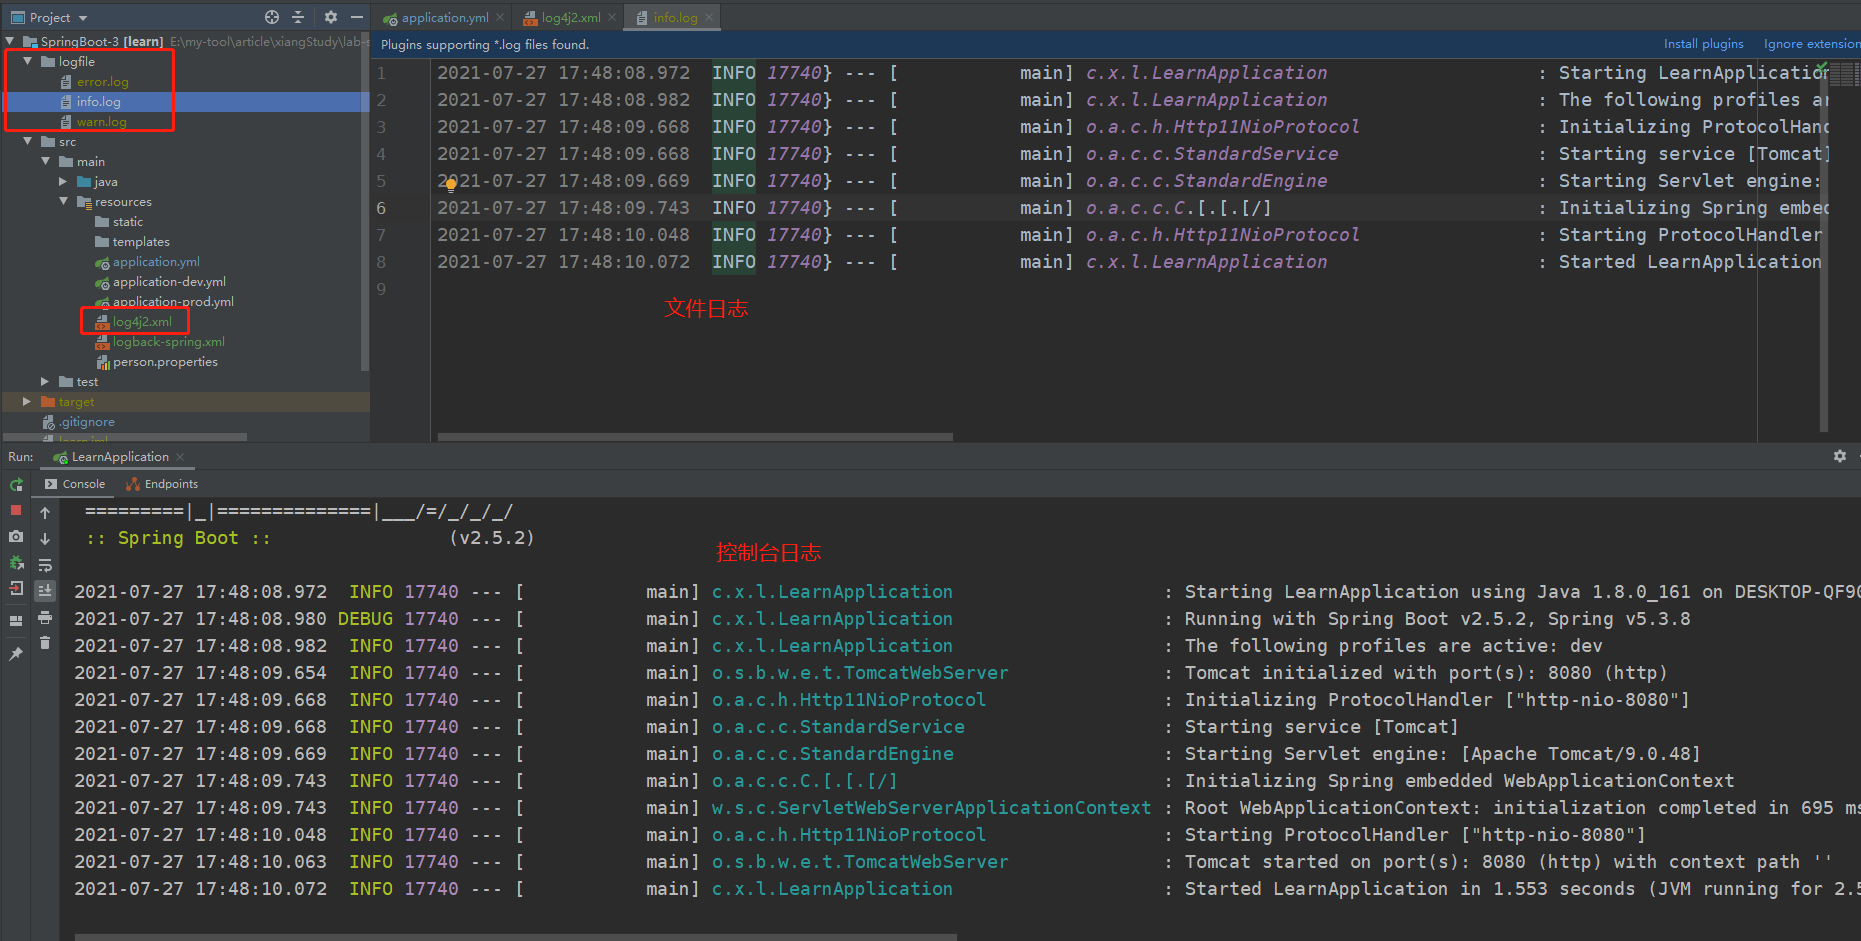 Project
application.yml
log4j2.xml
info.log
SpringBoot-3 [learn] E:\my-tool\article\xiangStudy\lab-s
logfile
error.log
info.log
warn.log
src
main
java
resources
static
templates
application.yml
application-dev.yml
application-prod.yml
log4j2.xml
logback-spring.xml
person.properties
test
target
.gitignore
learn.iml
Plugins supporting *.log files found.
Install plugins
Ignore extension
1 2021-07-27 17:48:08.972  INFO 17740} --- [           main] c.x.l.LearnApplication                   : Starting LearnApplication
2 2021-07-27 17:48:08.982  INFO 17740} --- [           main] c.x.l.LearnApplication                   : The following profiles ar
3 2021-07-27 17:48:09.668  INFO 17740} --- [           main] o.a.c.h.Http11NioProtocol                : Initializing ProtocolHand
4 2021-07-27 17:48:09.668  INFO 17740} --- [           main] o.a.c.c.StandardService                  : Starting service [Tomcat]
5 2021-07-27 17:48:09.669  INFO 17740} --- [           main] o.a.c.c.StandardEngine                   : Starting Servlet engine:
6 2021-07-27 17:48:09.743  INFO 17740} --- [           main] o.a.c.c.C.[.[.[/]                        : Initializing Spring embed
7 2021-07-27 17:48:10.048  INFO 17740} --- [           main] o.a.c.h.Http11NioProtocol                : Starting ProtocolHandler
8 2021-07-27 17:48:10.072  INFO 17740} --- [           main] c.x.l.LearnApplication                   : Started LearnApplication
9
文件日志
Run: LearnApplication
Console
Endpoints
=========|_|==============|___/=/_/_/_/
:: Spring Boot ::                (v2.5.2)
控制台日志
2021-07-27 17:48:08.972  INFO 17740 --- [           main] c.x.l.LearnApplication                   : Starting LearnApplication using Java 1.8.0_161 on DESKTOP-QF90
2021-07-27 17:48:08.980 DEBUG 17740 --- [           main] c.x.l.LearnApplication                   : Running with Spring Boot v2.5.2, Spring v5.3.8
2021-07-27 17:48:08.982  INFO 17740 --- [           main] c.x.l.LearnApplication                   : The following profiles are active: dev
2021-07-27 17:48:09.654  INFO 17740 --- [           main] o.s.b.w.e.t.TomcatWebServer              : Tomcat initialized with port(s): 8080 (http)
2021-07-27 17:48:09.668  INFO 17740 --- [           main] o.a.c.h.Http11NioProtocol                : Initializing ProtocolHandler ["http-nio-8080"]
2021-07-27 17:48:09.668  INFO 17740 --- [           main] o.a.c.c.StandardService                  : Starting service [Tomcat]
2021-07-27 17:48:09.669  INFO 17740 --- [           main] o.a.c.c.StandardEngine                   : Starting Servlet engine: [Apache Tomcat/9.0.48]
2021-07-27 17:48:09.743  INFO 17740 --- [           main] o.a.c.c.C.[.[.[/]                        : Initializing Spring embedded WebApplicationContext
2021-07-27 17:48:09.743  INFO 17740 --- [           main] w.s.c.ServletWebServerApplicationContext : Root WebApplicationContext: initialization completed in 695 ms
2021-07-27 17:48:10.048  INFO 17740 --- [           main] o.a.c.h.Http11NioProtocol                : Starting ProtocolHandler ["http-nio-8080"]
2021-07-27 17:48:10.063  INFO 17740 --- [           main] o.s.b.w.e.t.TomcatWebServer              : Tomcat started on port(s): 8080 (http) with context path ''
2021-07-27 17:48:10.072  INFO 17740 --- [           main] c.x.l.LearnApplication                   : Started LearnApplication in 1.553 seconds (JVM running for 2.5